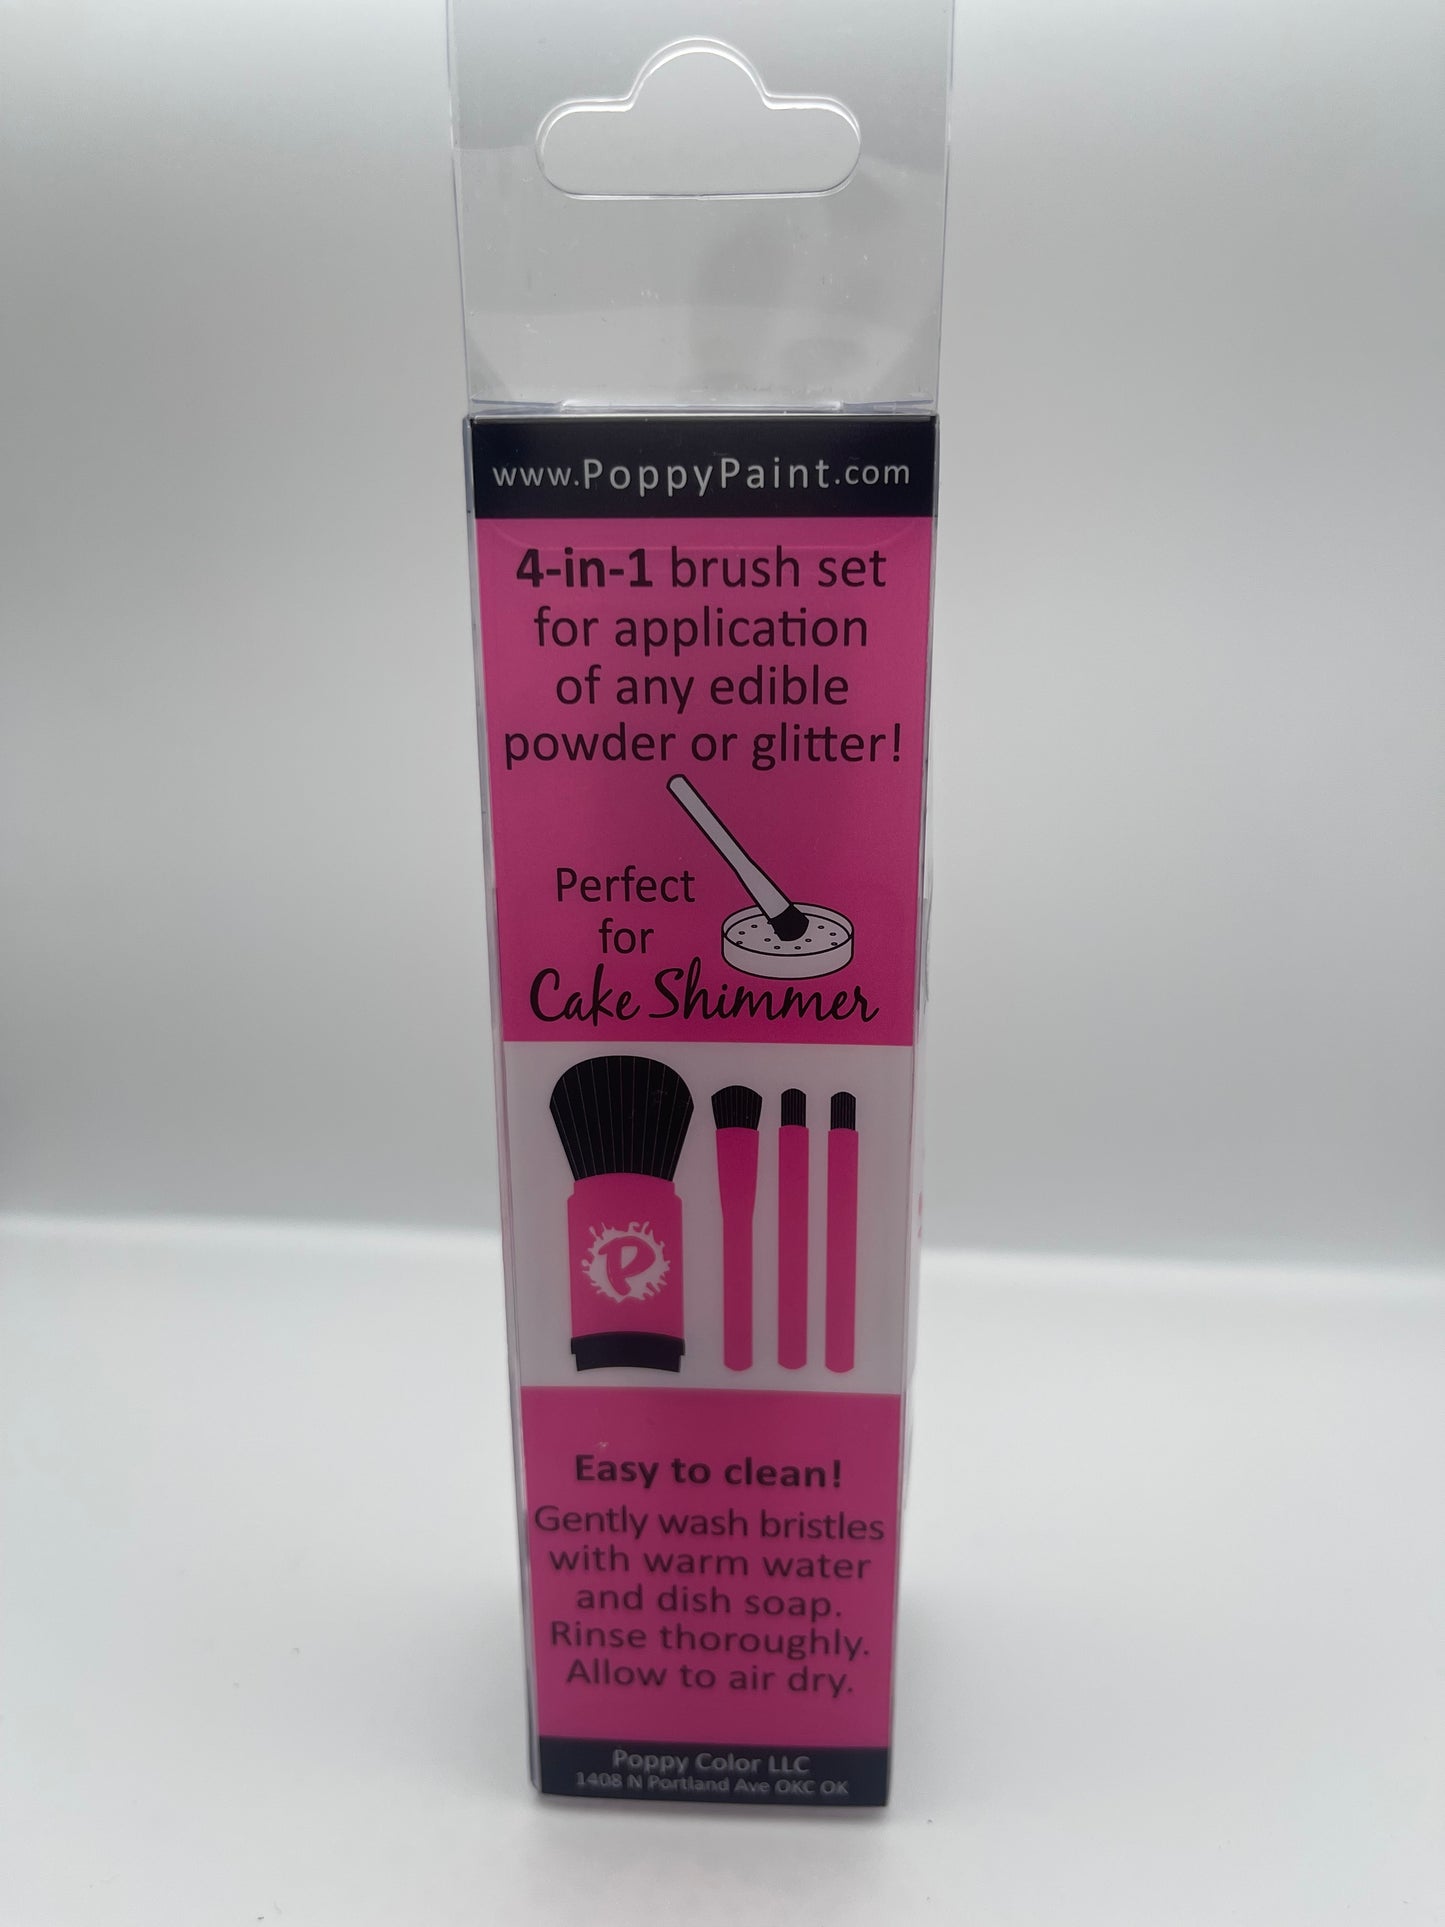 www.PoppyPaint.com
4-in-1 brush set
for application
of any edible
powder or glitter!
Perfect
for
Cake Shimmer
P
Easy to clean!
Gently wash bristles
with warm water
and dish soap.
Rinse thoroughly.
Allow to air dry.
Poppy Color LLC
1408 N Portland Ave OKC OK